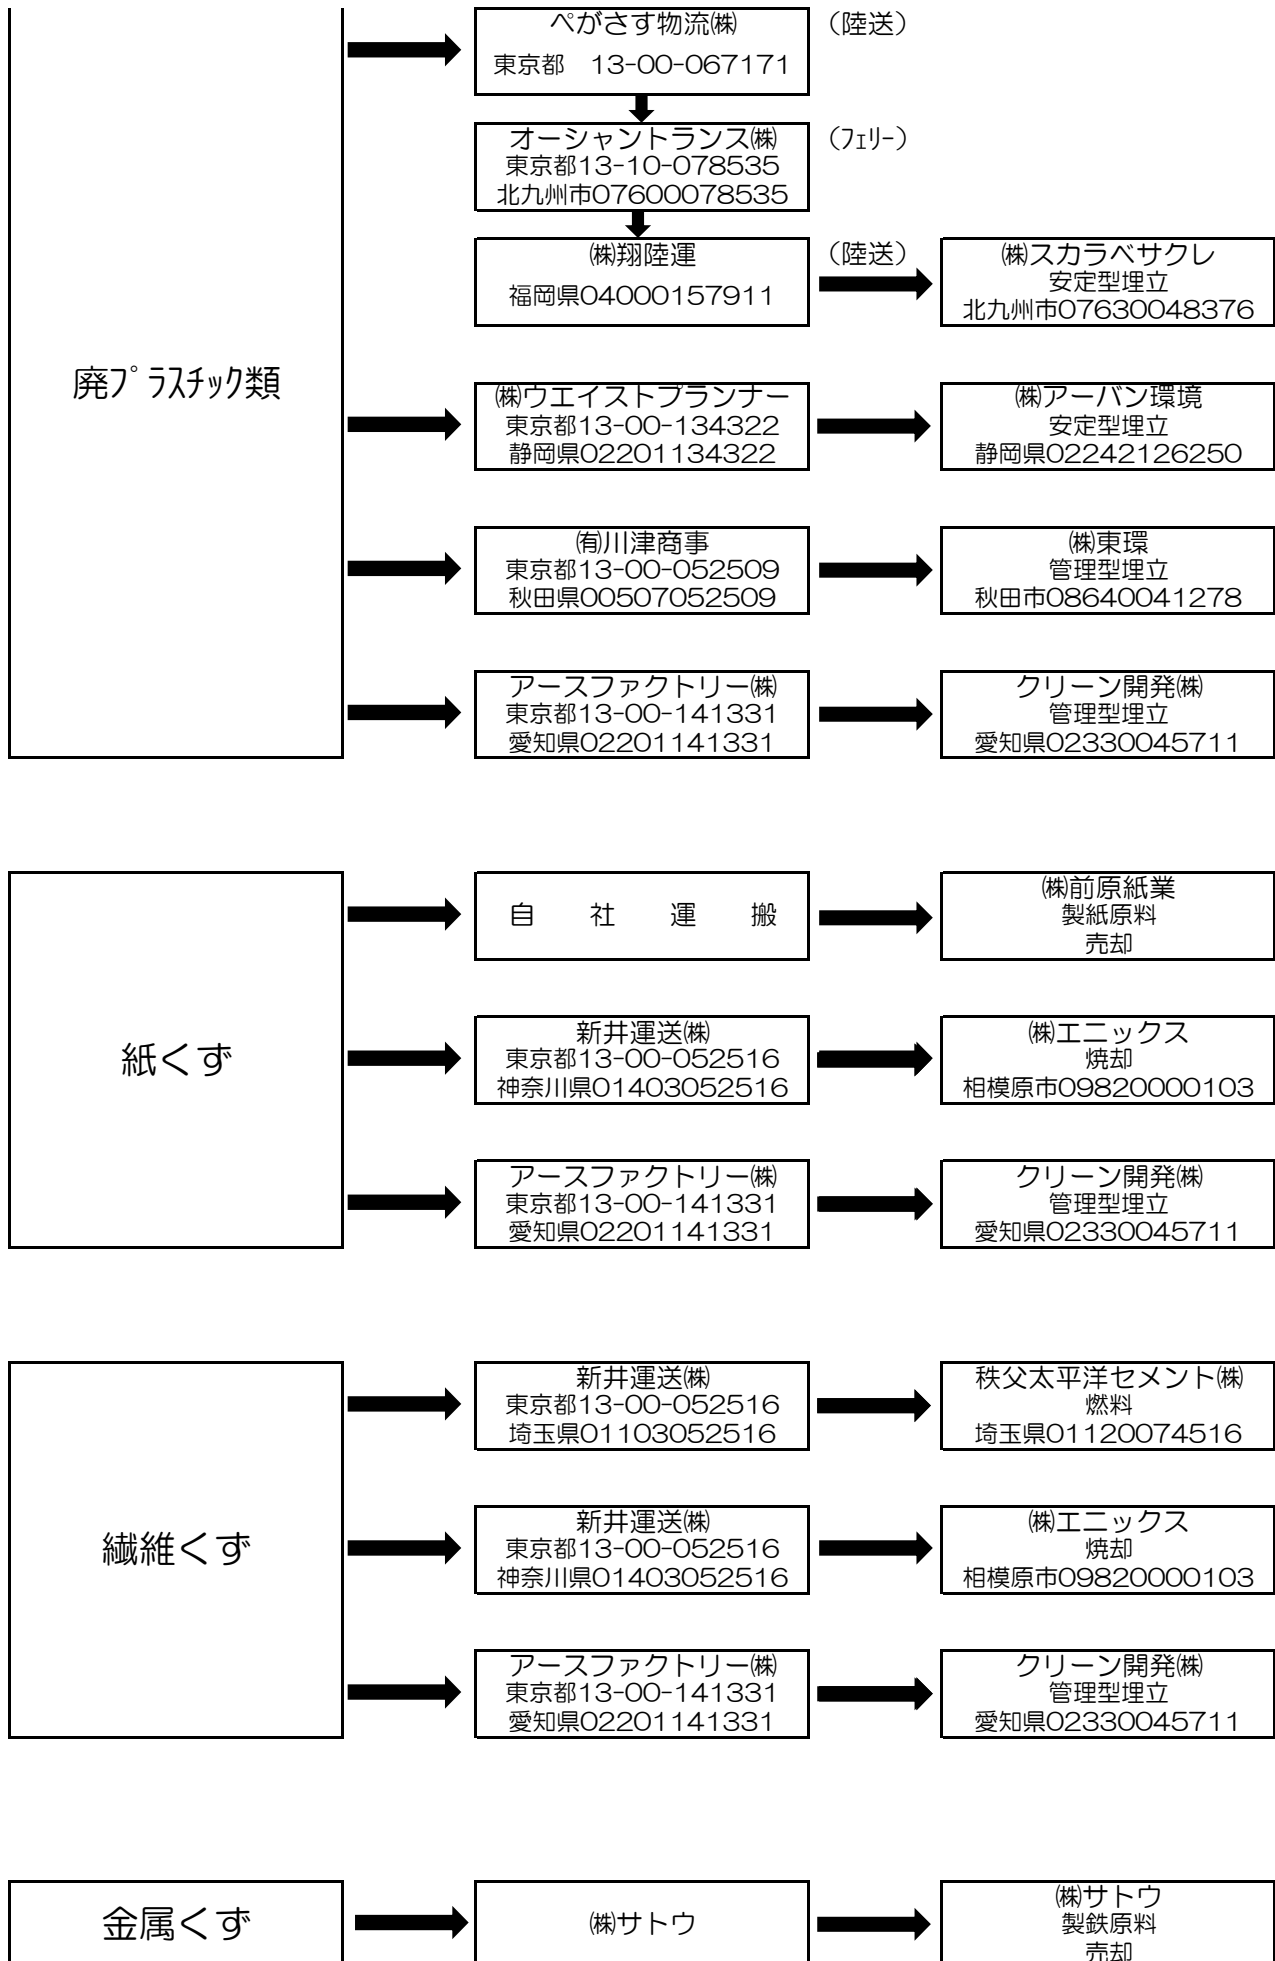 ぺがさす物流㈱
(陸送)
東京都　13-00-067171
オーシャントランス㈱
(ﾌｪﾘｰ)
東京都13-10-078535
北九州市07600078535
㈱翔陸運
(陸送)
福岡県04000157911
㈱スカラベサクレ
安定型埋立
北九州市07630048376
廃ﾌﾟﾗｽﾁｯｸ類
㈱ウエイストプランナー
東京都13-00-134322
静岡県02201134322
㈱アーバン環境
安定型埋立
静岡県02242126250
㈲川津商事
東京都13-00-052509
秋田県00507052509
㈱東環
管理型埋立
秋田市08640041278
アースファクトリー㈱
東京都13-00-141331
愛知県02201141331
クリーン開発㈱
管理型埋立
愛知県02330045711
紙くず
自　社　運　搬
㈱前原紙業
製紙原料
売却
新井運送㈱
東京都13-00-052516
神奈川県01403052516
㈱エニックス
焼却
相模原市09820000103
アースファクトリー㈱
東京都13-00-141331
愛知県02201141331
クリーン開発㈱
管理型埋立
愛知県02330045711
繊維くず
新井運送㈱
東京都13-00-052516
埼玉県01103052516
秩父太平洋セメント㈱
燃料
埼玉県01120074516
新井運送㈱
東京都13-00-052516
神奈川県01403052516
㈱エニックス
焼却
相模原市09820000103
アースファクトリー㈱
東京都13-00-141331
愛知県02201141331
クリーン開発㈱
管理型埋立
愛知県02330045711
金属くず
㈱サトウ
㈱サトウ
製鉄原料
売却